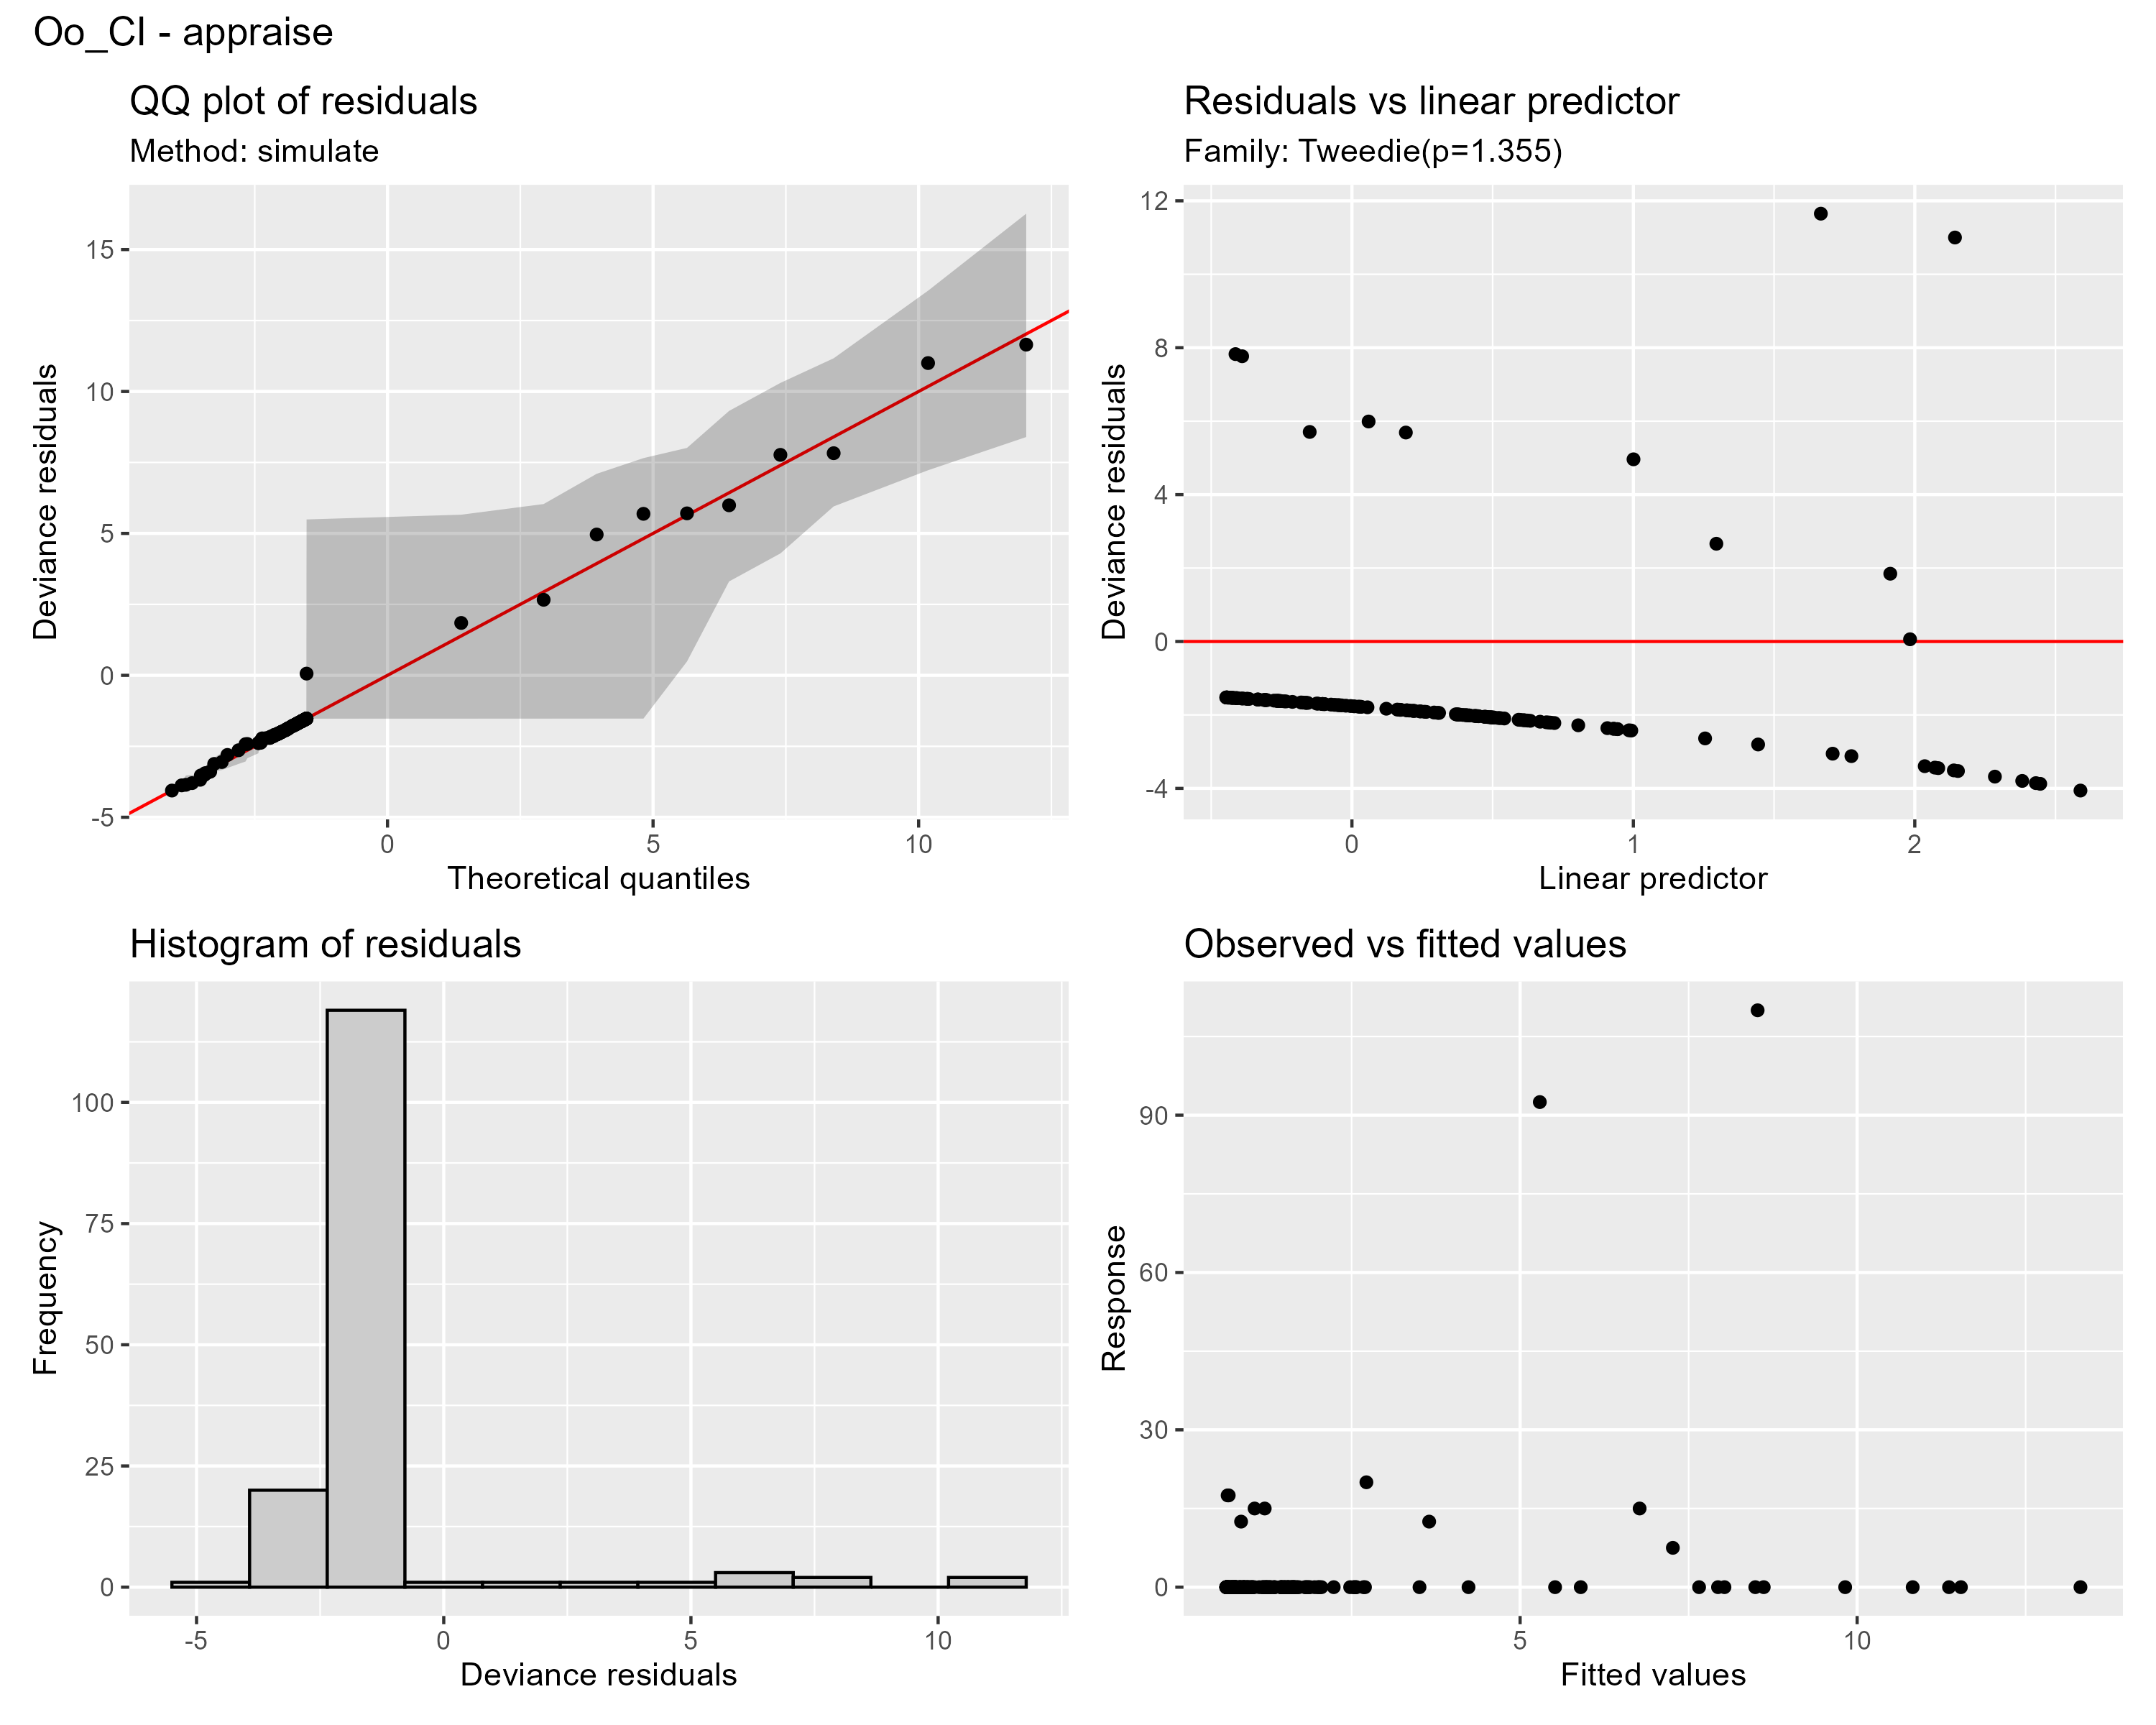 Oo_CI - appraise
QQ plot of residuals
Method: simulate
Deviance residuals
15
10
5
0
-5
0
5
10
Theoretical quantiles
Residuals vs linear predictor
Family: Tweedie(p=1.355)
Deviance residuals
12
8
4
0
-4
0
1
2
Linear predictor
Histogram of residuals
Frequency
100
75
50
25
0
-5
0
5
10
Deviance residuals
Observed vs fitted values
Response
90
60
30
0
5
10
Fitted values